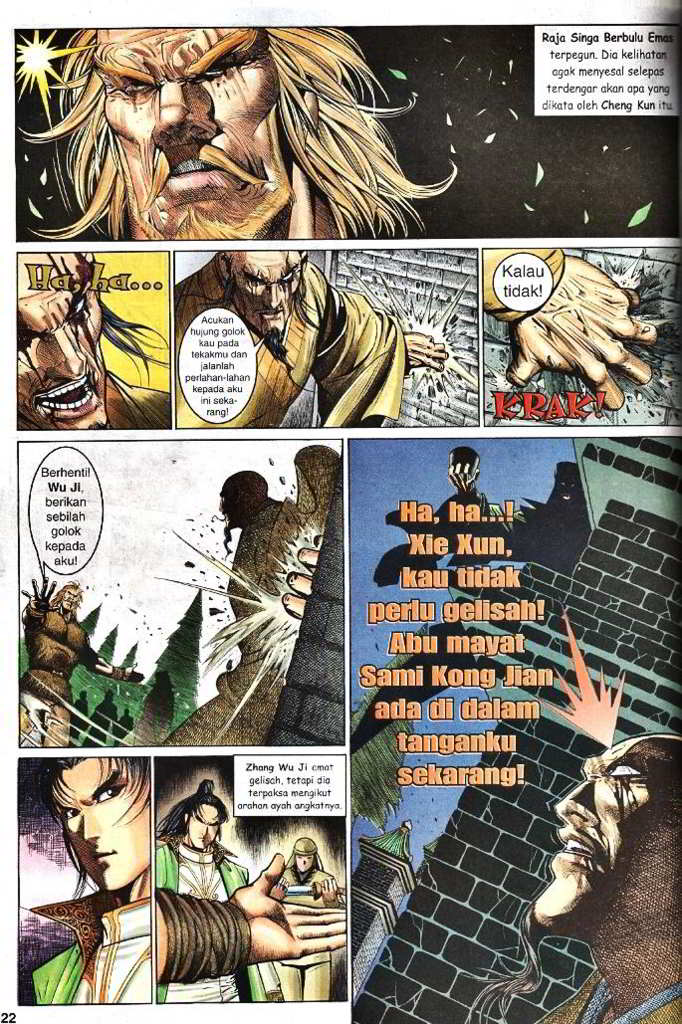 Raja Singa Berbulu Emas
terpegun. Dia kelihatan
agak menyesal selepas
terdengar akan apa yang
dikata oleh Cheng Kun itu.
Ha, ha...
Acukan
hujung golok
kau pada
tekakmu dan
jalanlah
perlahan-lahan
kepada aku
ini seka-
rang!
Kalau
tidak!
KRAK!
Berhenti!
Wu Ji,
berikan
sebilah
golok
kepada
aku!
Ha, ha...!
Xie Xun,
kau tidak
perlu gelisah!
Abu mayat
Sami Kong Jian
ada di dalam
tanganku
sekarang!
Zhang Wu Ji amat
gelisah, tetapi dia
terpaksa mengikut
arahan ayah angkatnya.
22